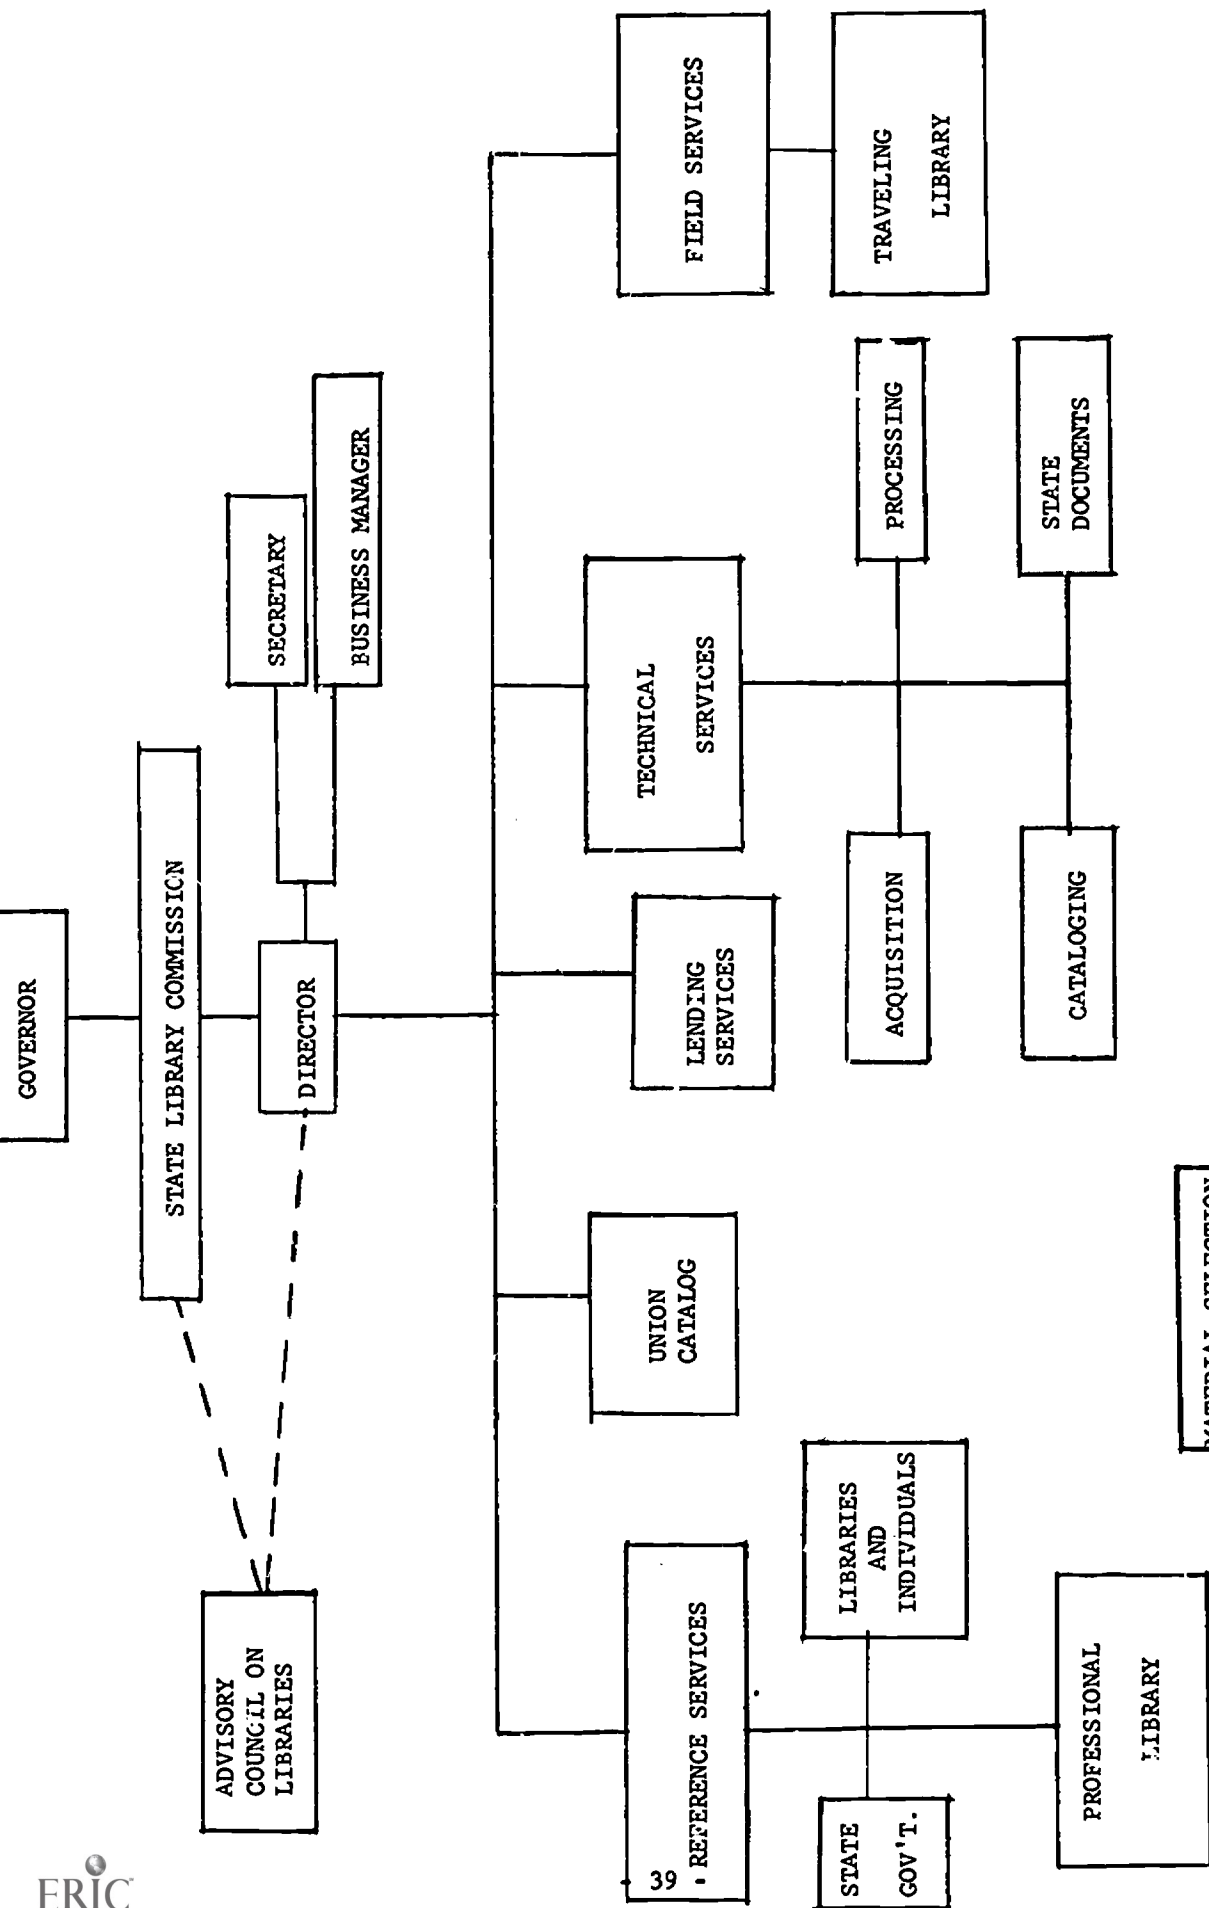 GOVERNOR
STATE LIBRARY COMMISSION
ADVISORY
COUNCIL ON
LIBRARIES
DIRECTOR
SECRETARY
BUSINESS MANAGER
REFERENCE SERVICES
UNION
CATALOG
LENDING
SERVICES
TECHNICAL
SERVICES
FIELD SERVICES
STATE
GOV'T.
LIBRARIES
AND
INDIVIDUALS
PROFESSIONAL
LIBRARY
ACQUISITION
PROCESSING
CATALOGING
STATE
DOCUMENTS
TRAVELING
LIBRARY
MATERIAL SELECTION
- 39 -
ERIC